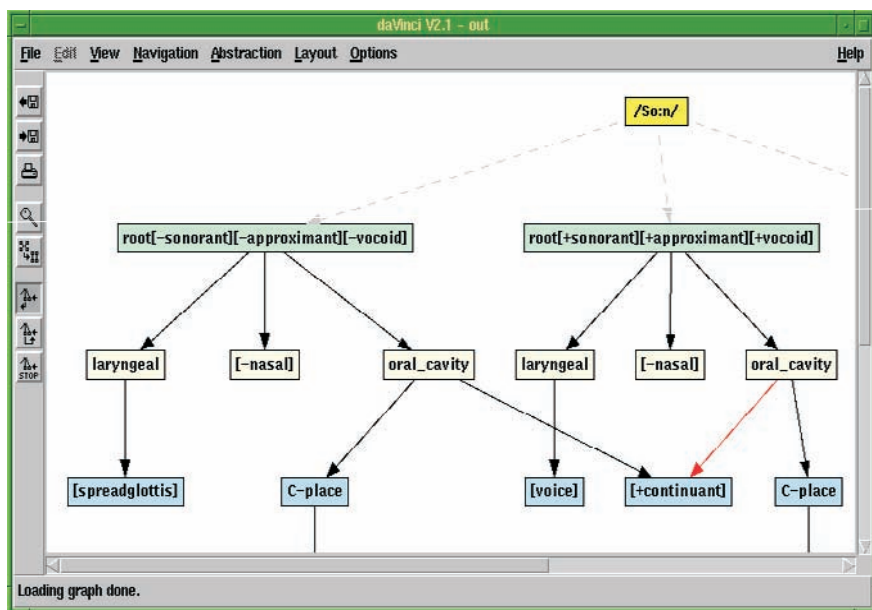 daVinci V2.1 - out
File Edit View Navigation Abstraction Layout Options Help
/So:n/
root[-sonorant][-approximant][-vocoid] root[+sonorant][+approximant][+vocoid]
laryngeal [-nasal] oral_cavity laryngeal [-nasal] oral_cavity
[spreadglottis] C-place [voice] [+continuant] C-place
STOP
Loading graph done.